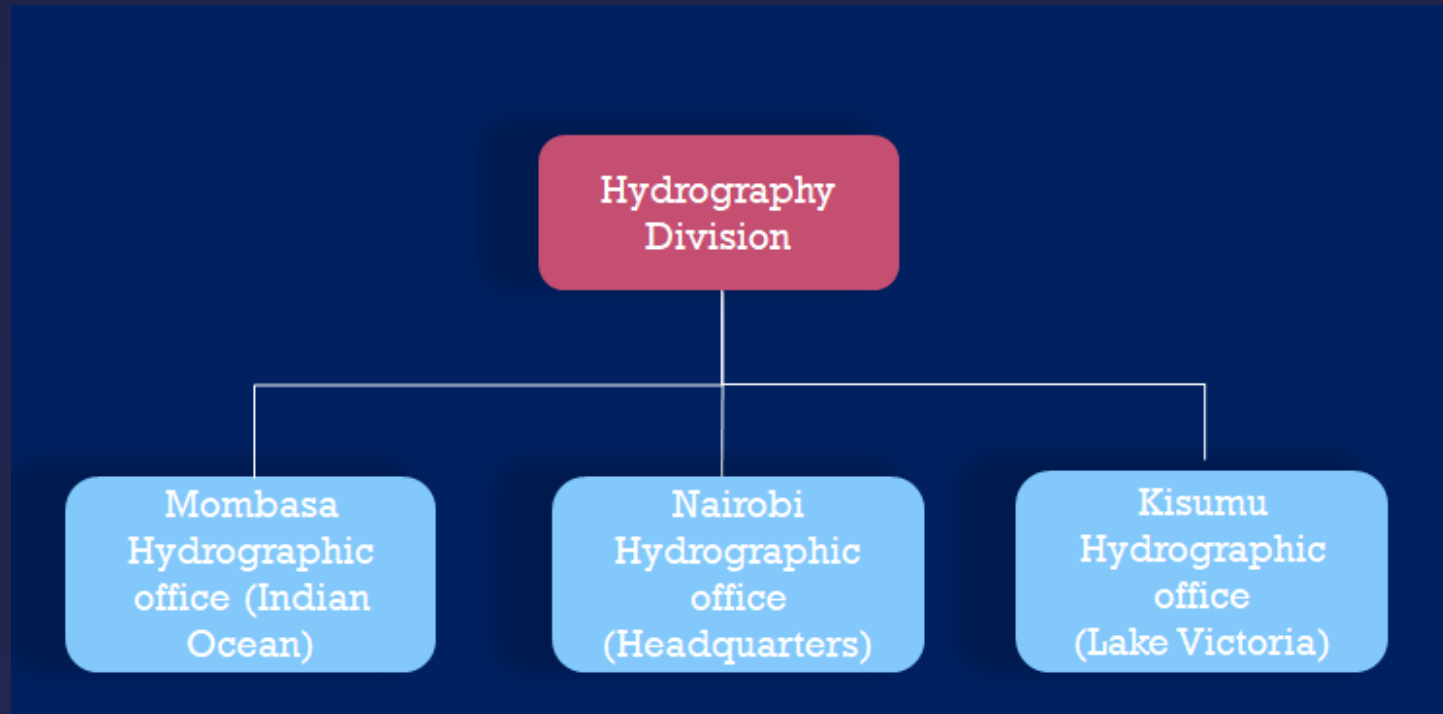 Hydrography
Division
Mombasa
Hydrographic
office (Indian
Ocean)
Nairobi
Hydrographic
office
(Headquarters)
Kisumu
Hydrographic
office
(Lake Victoria)